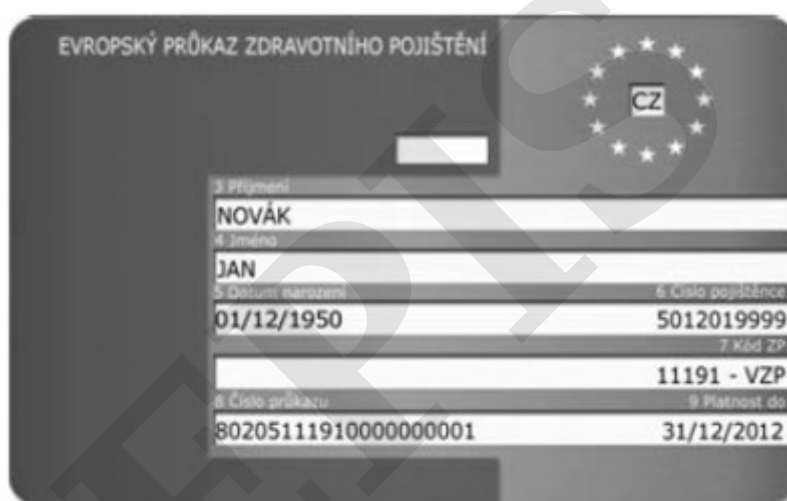 EVROPSKÝ PRŮKAZ ZDRAVOTNÍHO POJIŠTĚNÍ
CZ
3 Příjmení
NOVÁK
4 Jméno
JAN
5 Datum narození 6 Číslo pojištěnce
01/12/1950 5012019999
7 Kód ZP
11191 - VZP
8 Číslo průkazu 9 Platnost do
80205111910000000001 31/12/2012